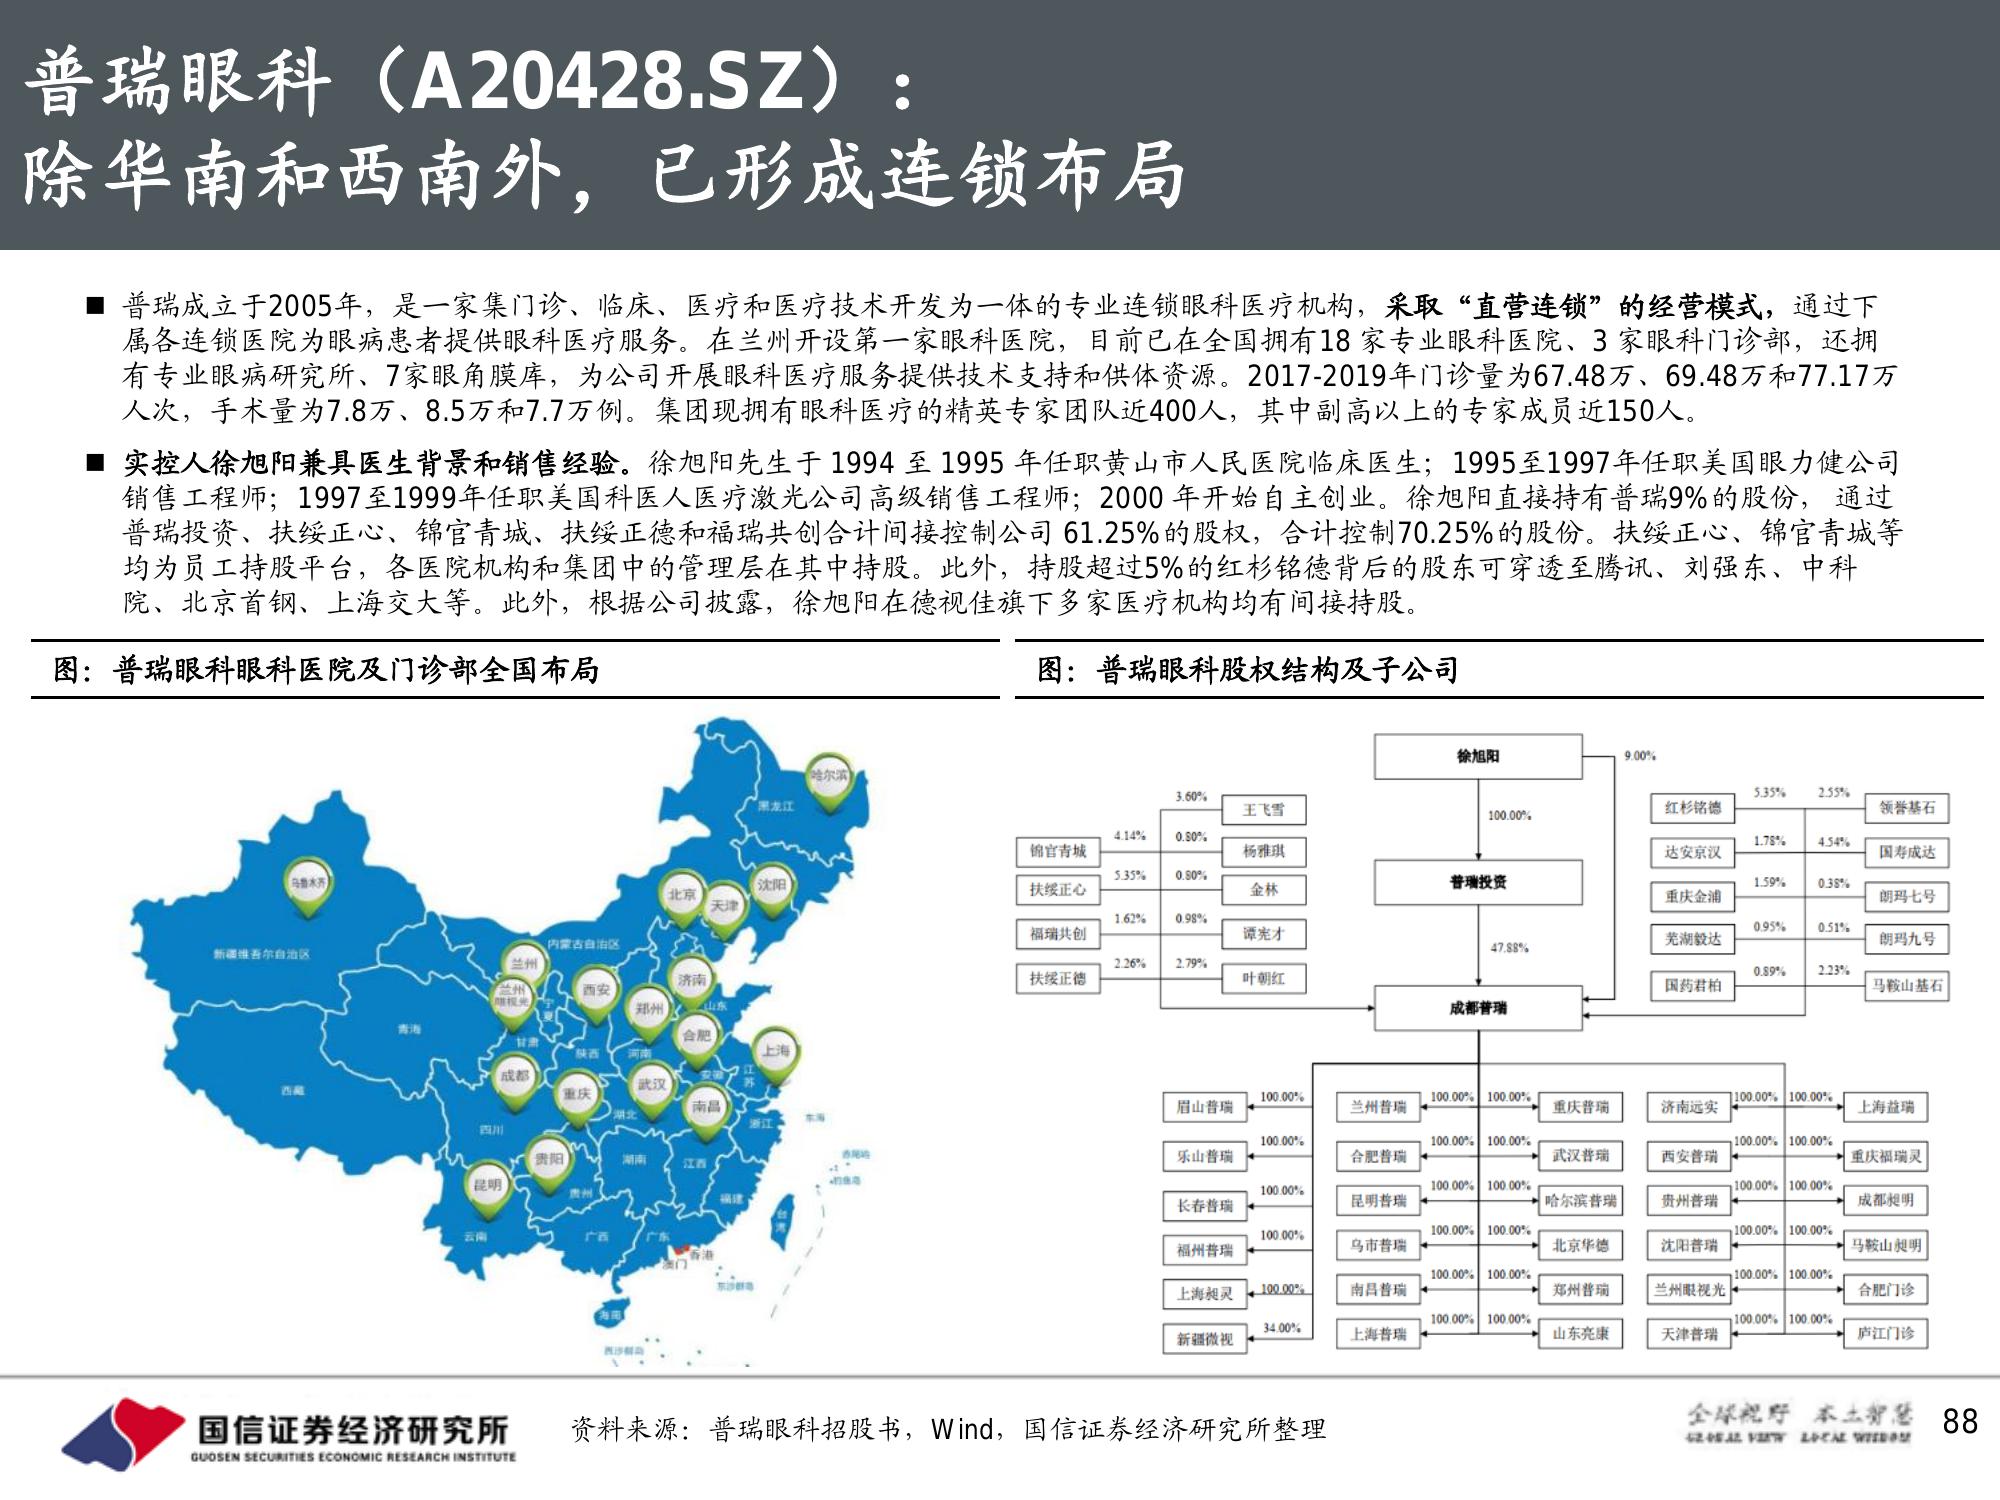 普瑞眼科（A20428.SZ）：
除华南和西南外，已形成连锁布局
■ 普瑞成立于2005年，是一家集门诊、临床、医疗和医疗技术开发为一体的专业连锁眼科医疗机构，采取“直营连锁”的经营模式，通过下
属各连锁医院为眼病患者提供眼科医疗服务。在兰州开设第一家眼科医院，目前已在全国拥有18 家专业眼科医院、3 家眼科门诊部，还拥
有专业眼病研究所、7家眼角膜库，为公司开展眼科医疗服务提供技术支持和供体资源。2017-2019年门诊量为67.48万、69.48万和77.17万
人次，手术量为7.8万、8.5万和7.7万例。集团现拥有眼科医疗的精英专家团队近400人，其中副高以上的专家成员近150人。
■ 实控人徐旭阳兼具医生背景和销售经验。徐旭阳先生于 1994 至 1995 年任职黄山市人民医院临床医生；1995至1997年任职美国眼力健公司
销售工程师；1997至1999年任职美国科医人医疗激光公司高级销售工程师；2000 年开始自主创业。徐旭阳直接持有普瑞9%的股份， 通过
普瑞投资、扶绥正心、锦官青城、扶绥正德和福瑞共创合计间接控制公司 61.25%的股权，合计控制70.25%的股份。扶绥正心、锦官青城等
均为员工持股平台，各医院机构和集团中的管理层在其中持股。此外，持股超过5%的红杉铭德背后的股东可穿透至腾讯、刘强东、中科
院、北京首钢、上海交大等。此外，根据公司披露，徐旭阳在德视佳旗下多家医疗机构均有间接持股。
图：普瑞眼科眼科医院及门诊部全国布局
哈尔滨
黑龙江
乌鲁木齐
北京
天津
沈阳
新疆维吾尔自治区
内蒙古自治区
兰州
兰州
眼视光
宁
夏
西安
济南
郑州
山东
青海
甘肃
陕西
河南
合肥
上海
西藏
成都
重庆
武汉
安徽
江
苏
南昌
湖北
四川
浙江
东海
贵阳
湖南
江西
赤尾屿
钓鱼岛
昆明
贵州
福建
云南
广西
广东
台
湾
香港
澳门
东沙群岛
海南
西沙群岛
图：普瑞眼科股权结构及子公司
徐旭阳
9.00%
100.00%
普瑞投资
47.88%
成都普瑞
3.60% 王飞雪
锦官青城 4.14% 0.80% 杨雅琪
扶绥正心 5.35% 0.80% 金林
福瑞共创 1.62% 0.98% 谭宪才
扶绥正德 2.26% 2.79% 叶朝红
红杉铭德 5.35% 2.55% 领誉基石
达安京汉 1.78% 4.54% 国寿成达
重庆金浦 1.59% 0.38% 朗玛七号
芜湖毅达 0.95% 0.51% 朗玛九号
国药君柏 0.89% 2.23% 马鞍山基石
眉山普瑞 100.00% 兰州普瑞 100.00% 100.00% 重庆普瑞 济南远实 100.00% 100.00% 上海益瑞
乐山普瑞 100.00% 合肥普瑞 100.00% 100.00% 武汉普瑞 西安普瑞 100.00% 100.00% 重庆福瑞灵
长春普瑞 100.00% 昆明普瑞 100.00% 100.00% 哈尔滨普瑞 贵州普瑞 100.00% 100.00% 成都昶明
福州普瑞 100.00% 乌市普瑞 100.00% 100.00% 北京华德 沈阳普瑞 100.00% 100.00% 马鞍山昶明
上海昶灵 100.00% 南昌普瑞 100.00% 100.00% 郑州普瑞 兰州眼视光 100.00% 100.00% 合肥门诊
新疆微视 34.00% 上海普瑞 100.00% 100.00% 山东亮康 天津普瑞 100.00% 100.00% 庐江门诊
国信证券经济研究所
GUOSEN SECURITIES ECONOMIC RESEARCH INSTITUTE
资料来源：普瑞眼科招股书，Wind，国信证券经济研究所整理
全球视野 本土智慧
GLOBAL VIEW LOCAL WISDOM
88